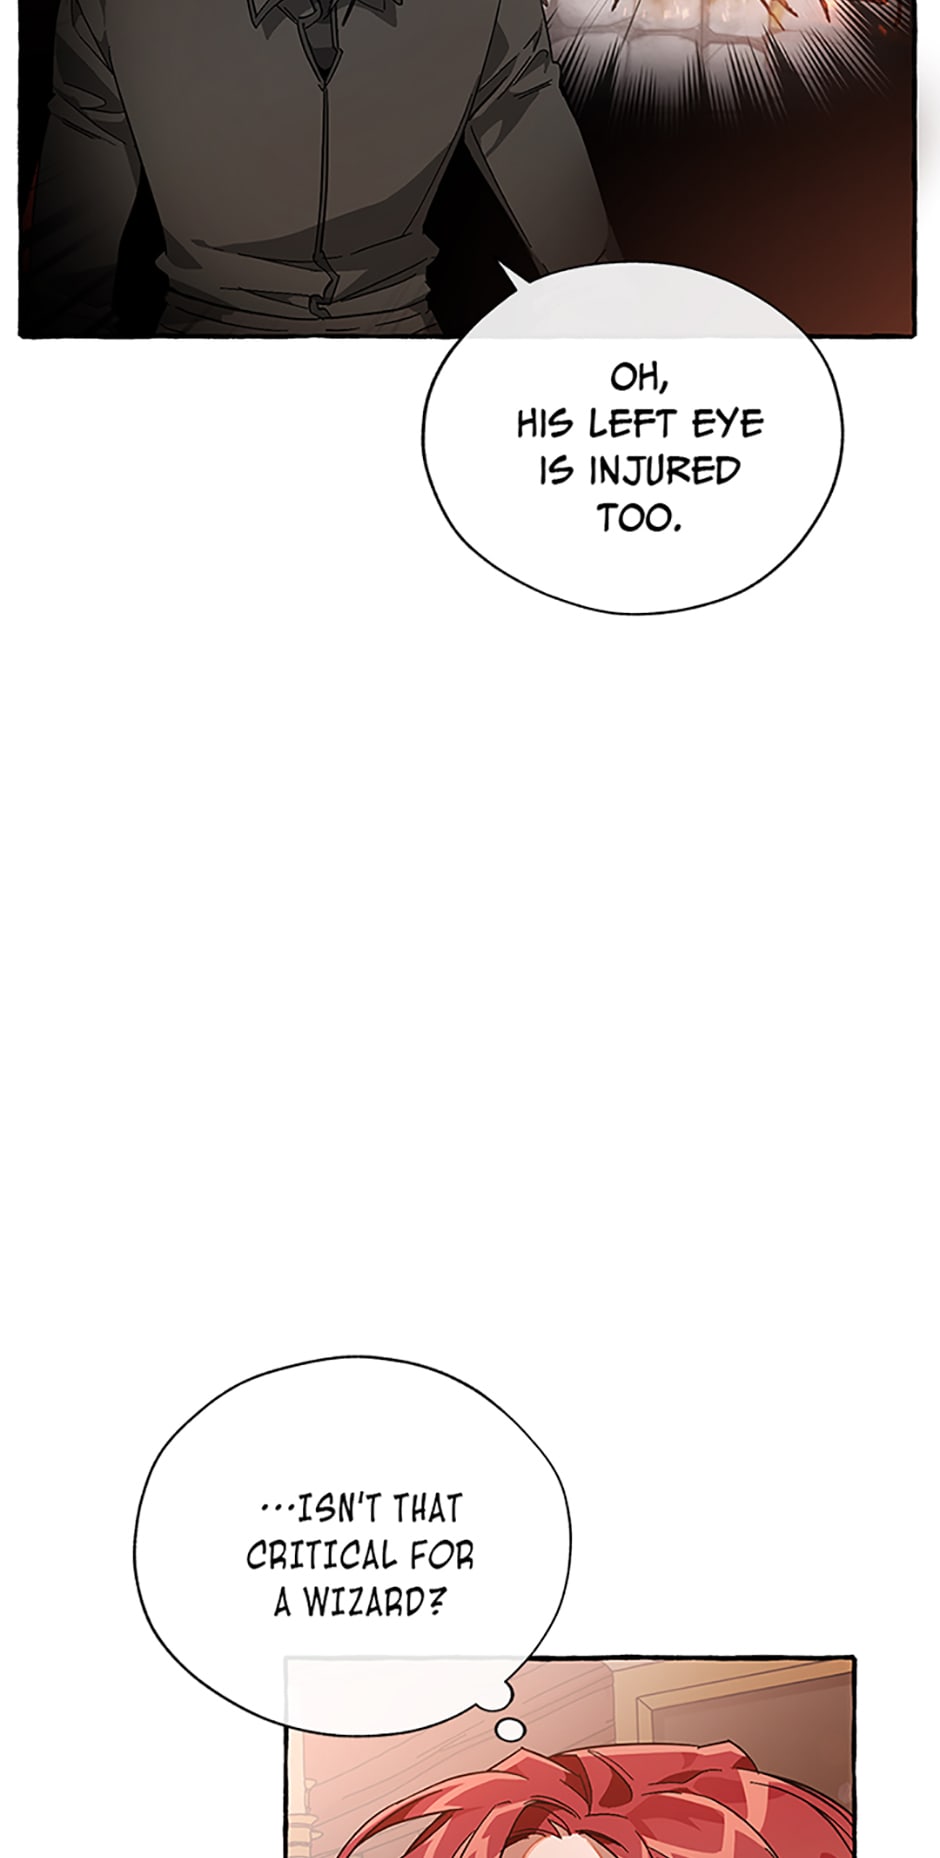 OH,
HIS LEFT EYE
IS INJURED
TOO.
...ISN'T THAT
CRITICAL FOR
A WIZARD?